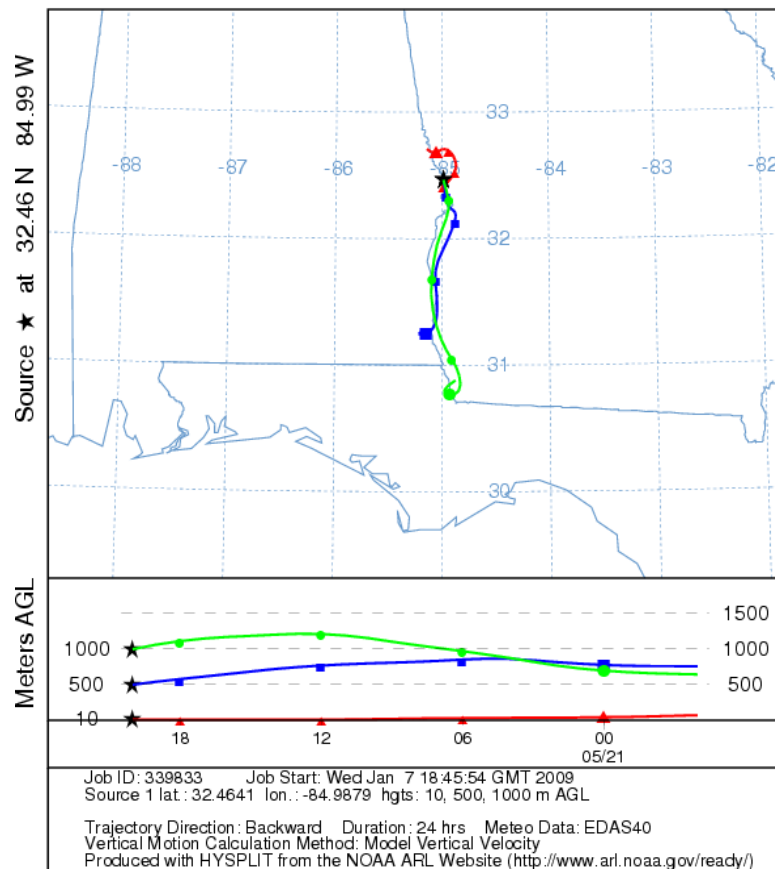 Source ★ at 32.46 N 84.99 W
33
-88 -87 -86 -85 -84 -83 -82
32
31
30
Meters AGL
1500
1000 1000
500 500
10
18 12 06 00
05/21
Job ID: 339833 Job Start: Wed Jan 7 18:45:54 GMT 2009
Source 1 lat.: 32.4641 lon.: -84.9879 hgts: 10, 500, 1000 m AGL
Trajectory Direction: Backward Duration: 24 hrs Meteo Data: EDAS40
Vertical Motion Calculation Method: Model Vertical Velocity
Produced with HYSPLIT from the NOAA ARL Website (http://www.arl.noaa.gov/ready/)